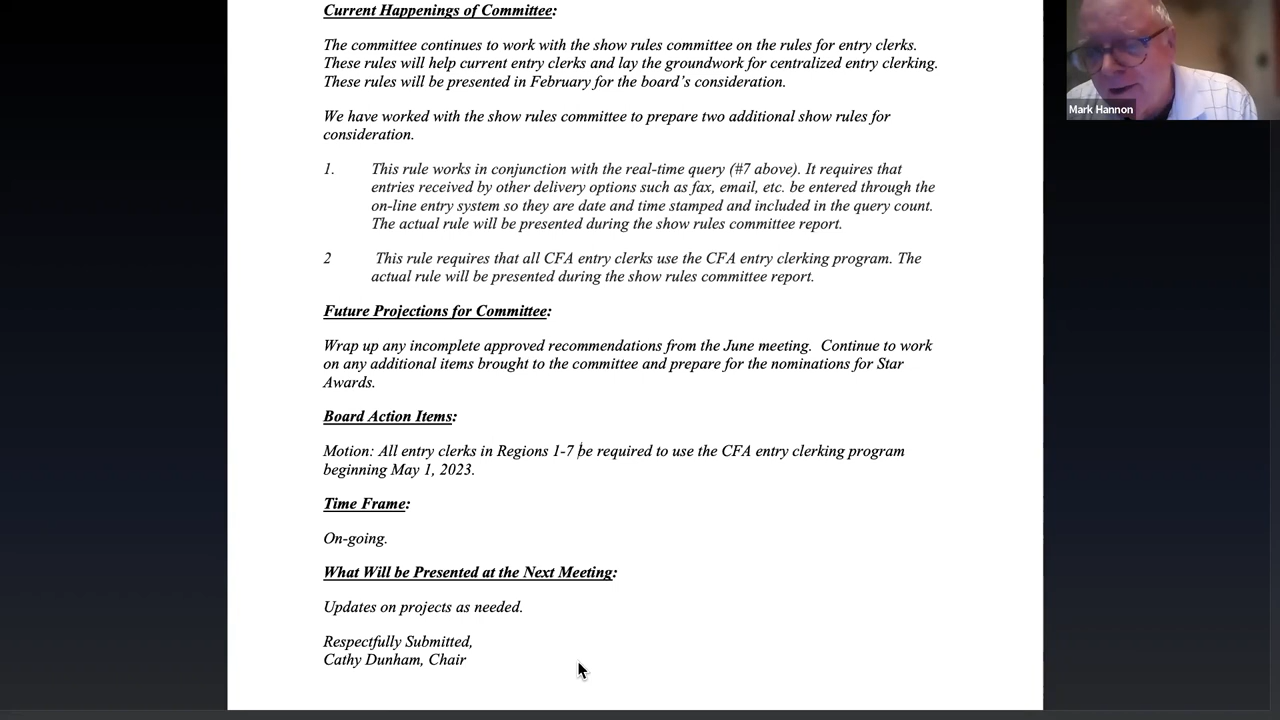 Current Happenings of Committee:
The committee continues to work with the show rules committee on the rules for entry clerks.
These rules will help current entry clerks and lay the groundwork for centralized entry clerking.
These rules will be presented in February for the board’s consideration.
We have worked with the show rules committee to prepare two additional show rules for
consideration.
1. This rule works in conjunction with the real-time query (#7 above). It requires that
entries received by other delivery options such as fax, email, etc. be entered through the
on-line entry system so they are date and time stamped and included in the query count.
The actual rule will be presented during the show rules committee report.
2 This rule requires that all CFA entry clerks use the CFA entry clerking program. The
actual rule will be presented during the show rules committee report.
Future Projections for Committee:
Wrap up any incomplete approved recommendations from the June meeting. Continue to work
on any additional items brought to the committee and prepare for the nominations for Star
Awards.
Board Action Items:
Motion: All entry clerks in Regions 1-7 be required to use the CFA entry clerking program
beginning May 1, 2023.
Time Frame:
On-going.
What Will be Presented at the Next Meeting:
Updates on projects as needed.
Respectfully Submitted,
Cathy Dunham, Chair
Mark Hannon